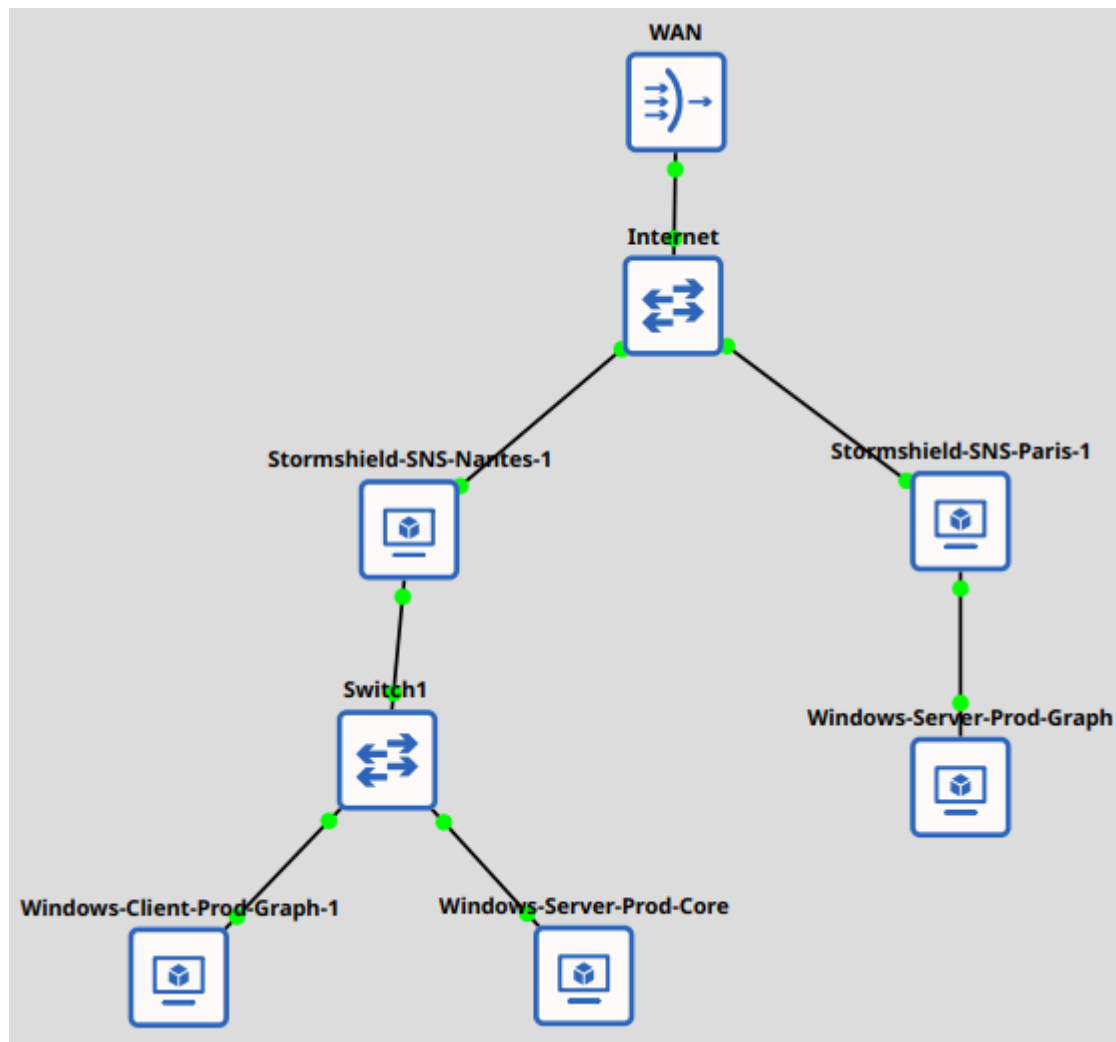 WAN
Internet
Stormshield-SNS-Nantes-1
Stormshield-SNS-Paris-1
Switch1
Windows-Server-Prod-Graph
Windows-Client-Prod-Graph-1
Windows-Server-Prod-Core